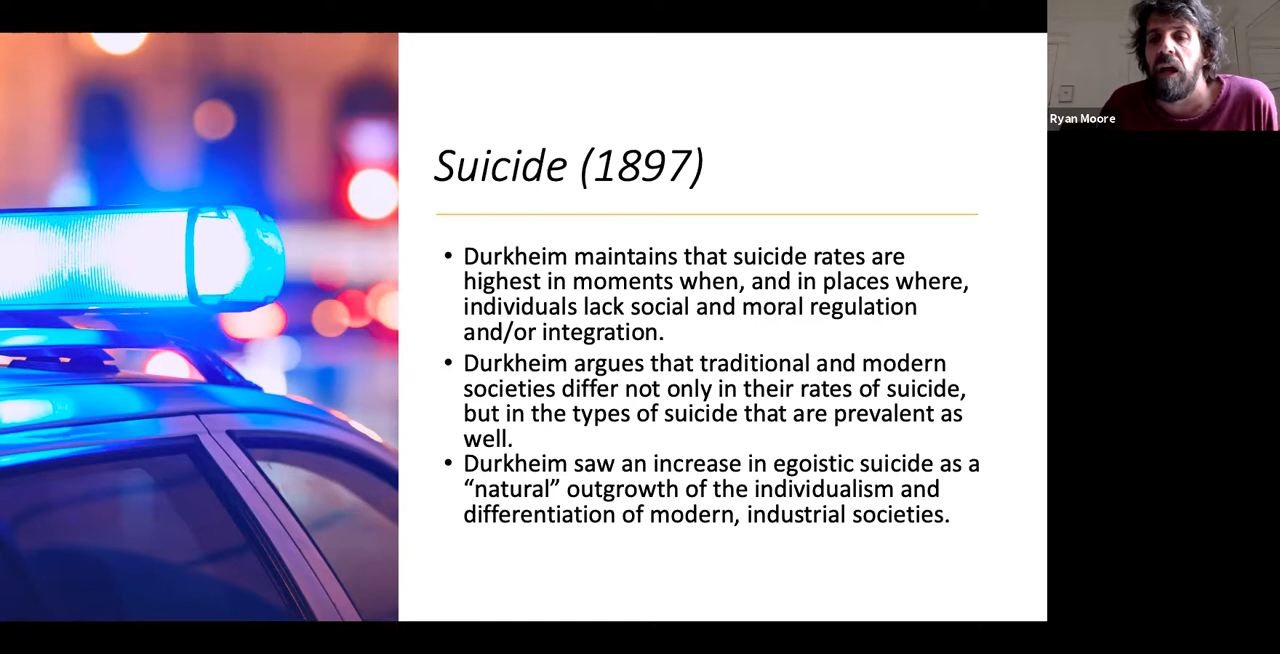 Suicide (1897)
• Durkheim maintains that suicide rates are
highest in moments when, and in places where,
individuals lack social and moral regulation
and/or integration.
• Durkheim argues that traditional and modern
societies differ not only in their rates of suicide,
but in the types of suicide that are prevalent as
well.
• Durkheim saw an increase in egoistic suicide as a
“natural” outgrowth of the individualism and
differentiation of modern, industrial societies.
Ryan Moore